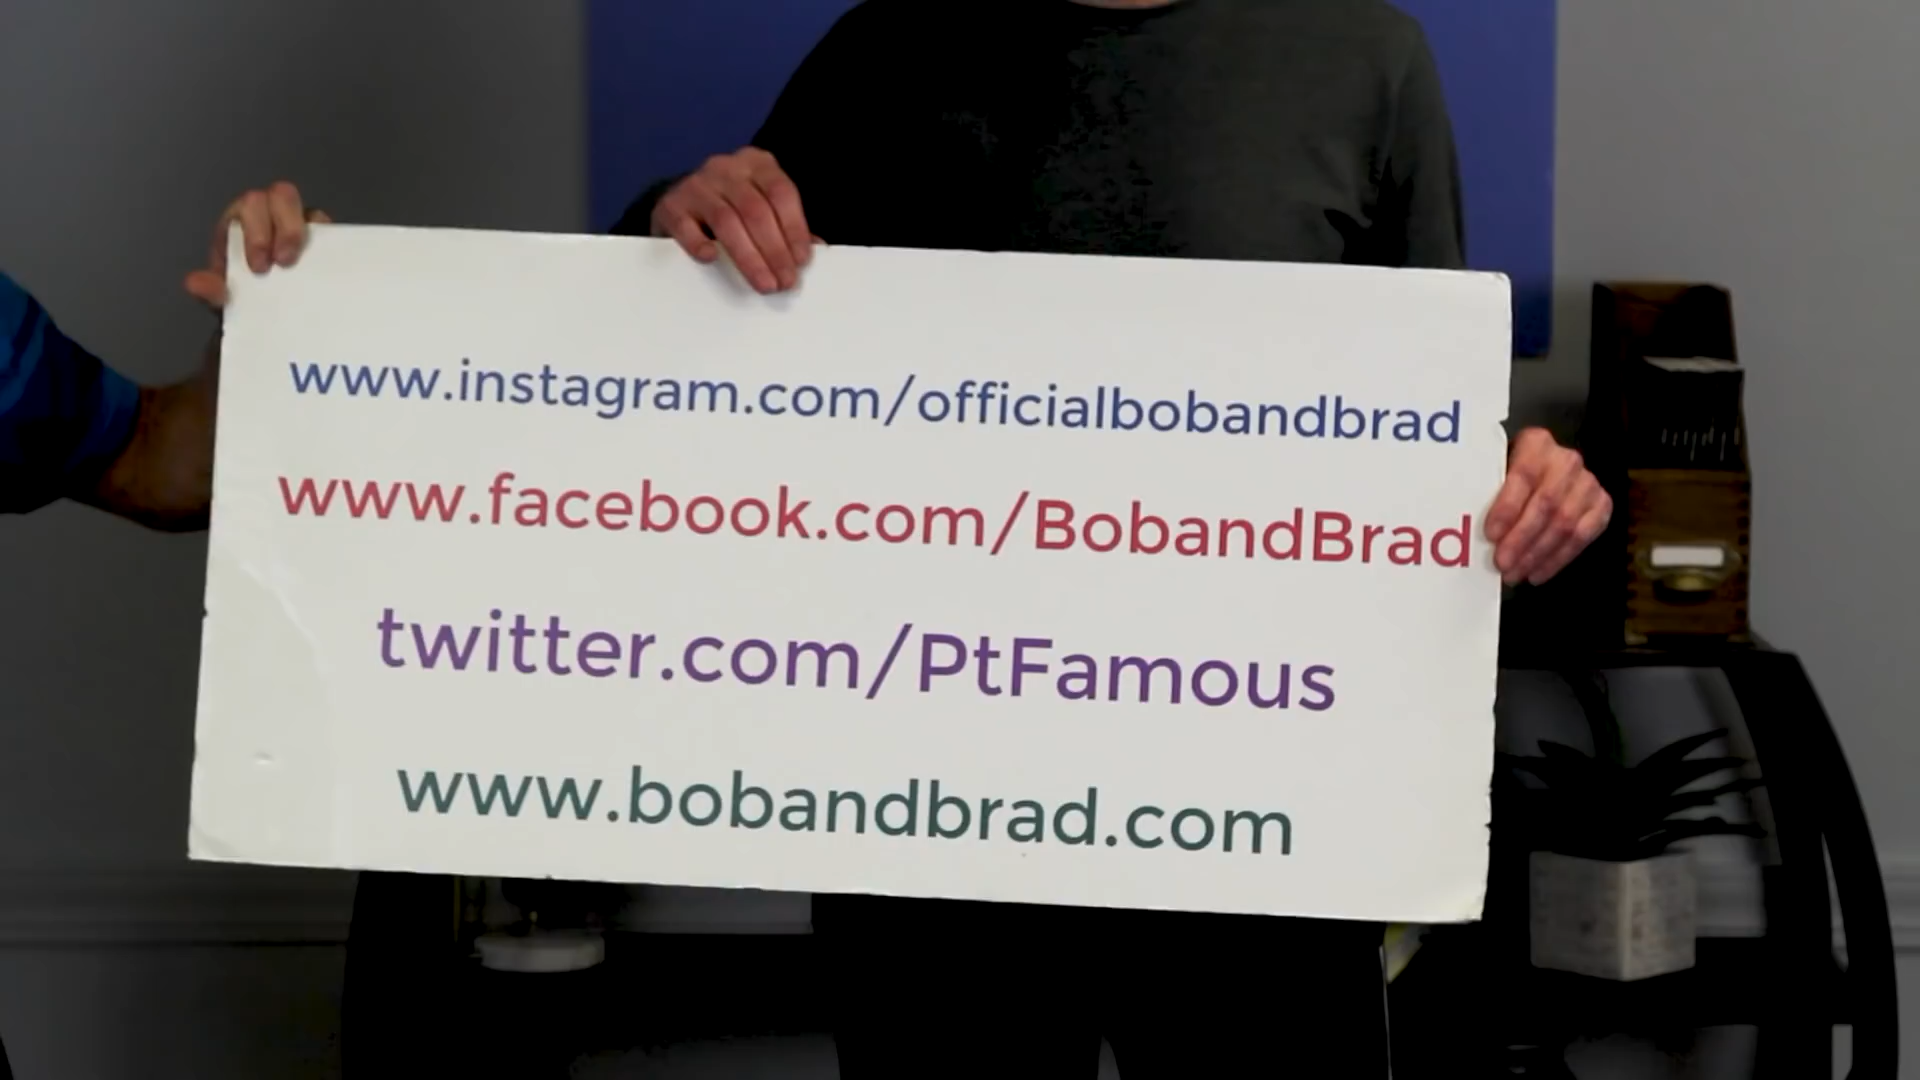 www.instagram.com/officialbobandbrad
www.facebook.com/BobandBrad
twitter.com/PtFamous
www.bobandbrad.com